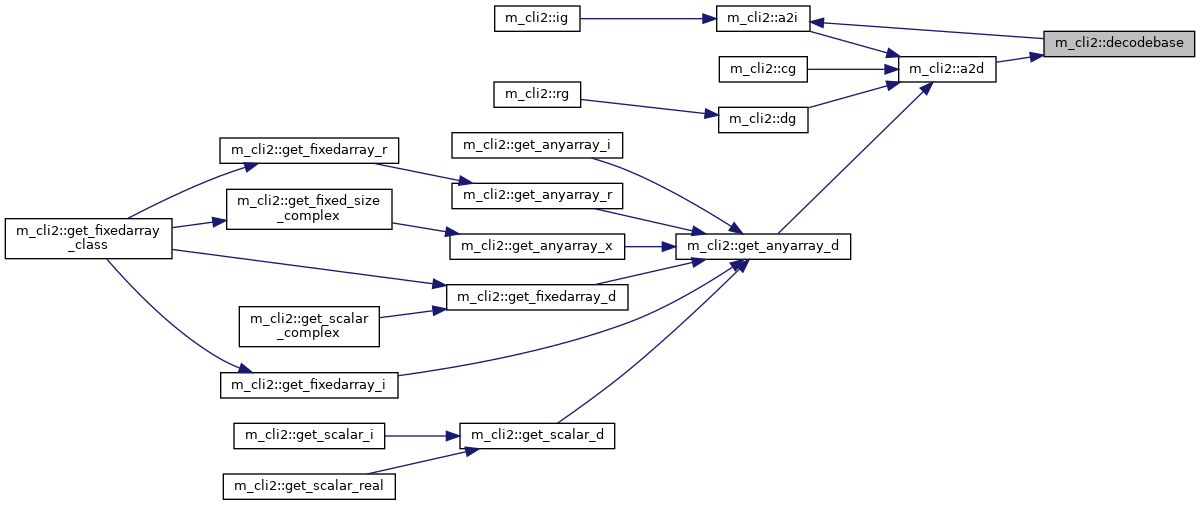 m_cli2::ig
m_cli2::a2i
m_cli2::decodebase
m_cli2::cg
m_cli2::a2d
m_cli2::rg
m_cli2::dg
m_cli2::get_anyarray_i
m_cli2::get_fixedarray_r
m_cli2::get_anyarray_r
m_cli2::get_fixed_size
_complex
m_cli2::get_fixedarray
_class
m_cli2::get_anyarray_x
m_cli2::get_anyarray_d
m_cli2::get_fixedarray_d
m_cli2::get_scalar
_complex
m_cli2::get_fixedarray_i
m_cli2::get_scalar_i
m_cli2::get_scalar_d
m_cli2::get_scalar_real